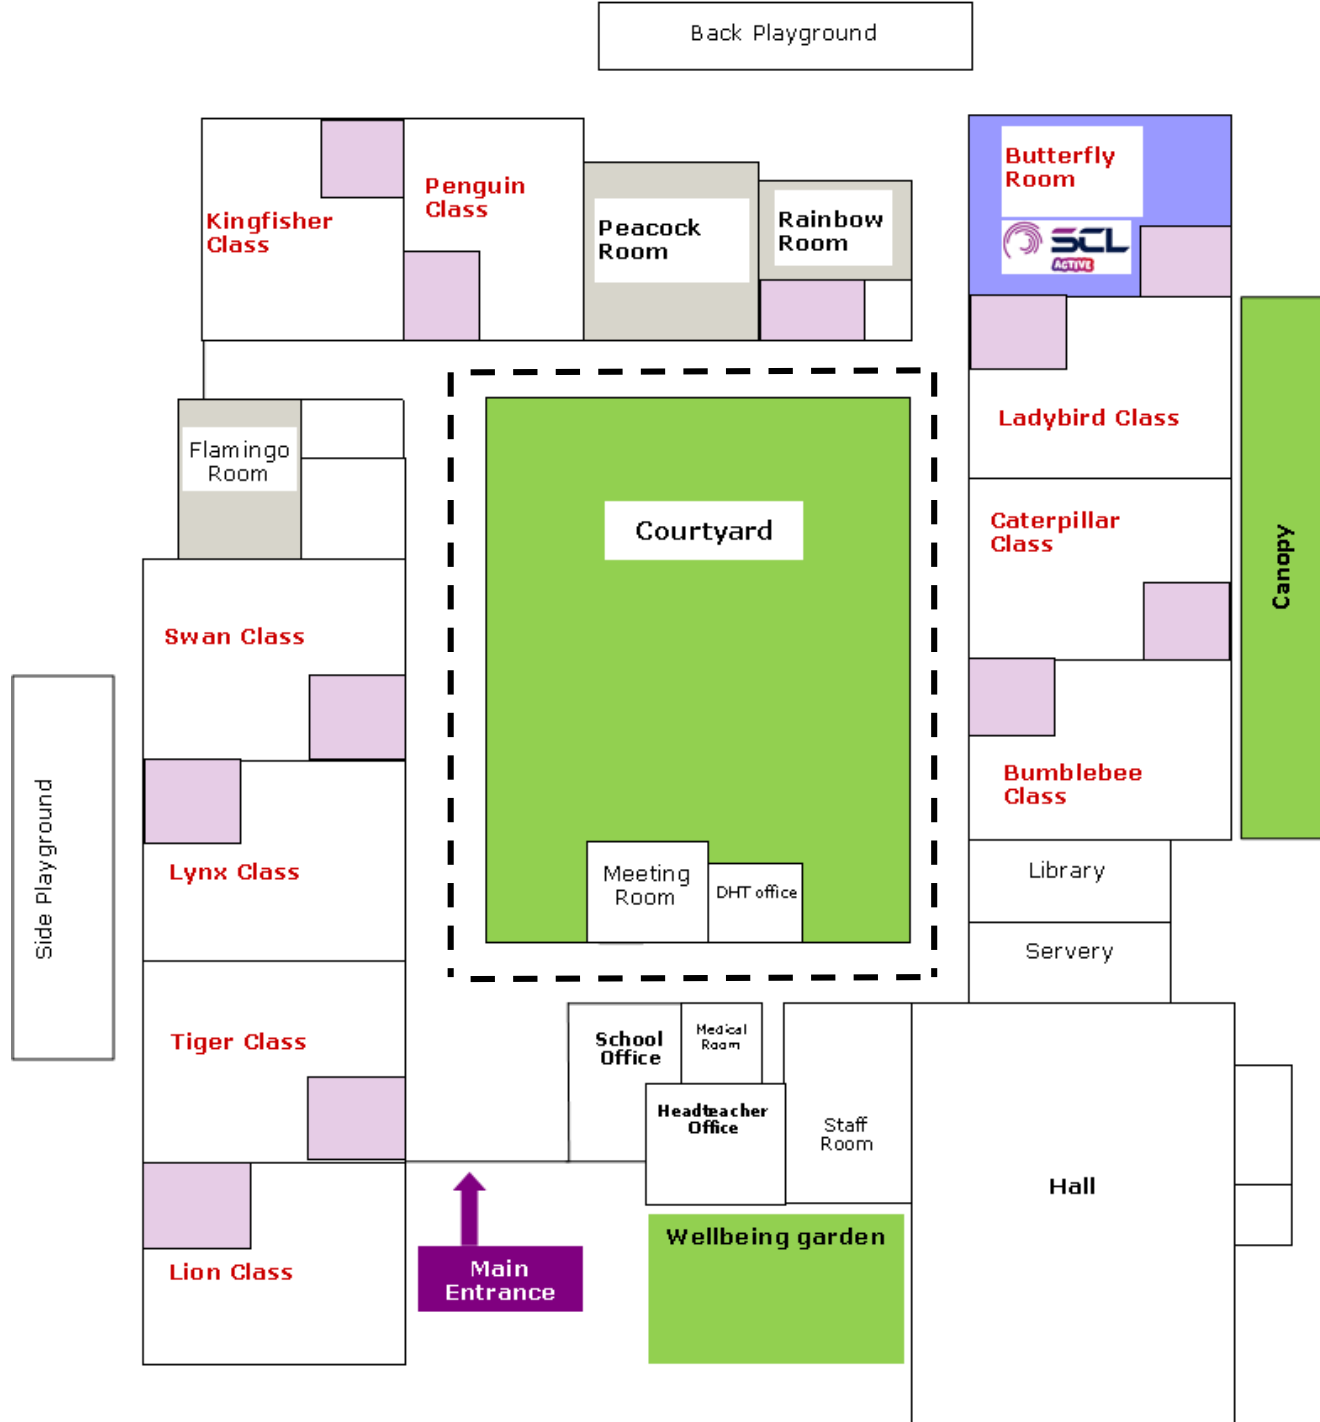 Back Playground
Butterfly
Room
SCL
ACTIVE
Penguin
Class
Kingfisher
Class
Peacock
Room
Rainbow
Room
Ladybird Class
Flamingo
Room
Courtyard
Caterpillar
Class
Canopy
Swan Class
Side Playground
Lynx Class
Bumblebee
Class
Meeting
Room
DHT office
Library
Servery
Tiger Class
School
Office
Medical
Room
Headteacher
Office
Staff
Room
Hall
Wellbeing garden
Lion Class
Main
Entrance